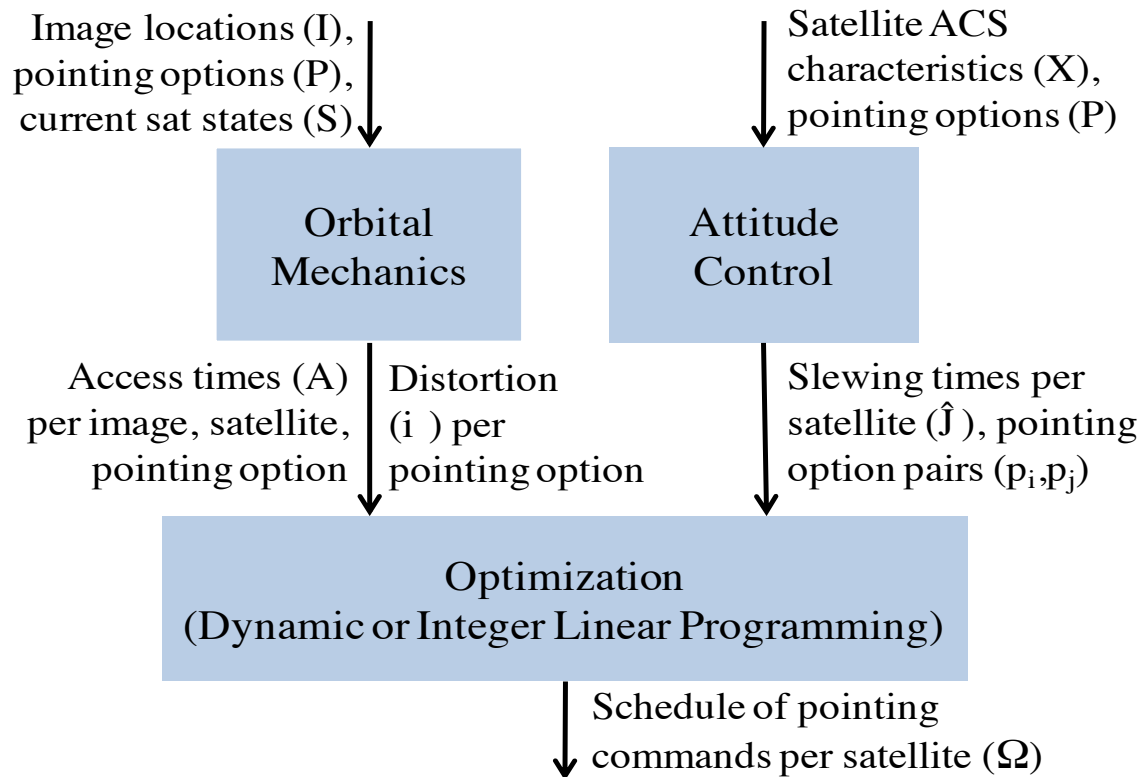 Image locations (I),
pointing options (P),
current sat states (S)
Satellite ACS
characteristics (X),
pointing options (P)
Orbital
Mechanics
Attitude
Control
Access times (A)
per image, satellite,
pointing option
Distortion
(i ) per
pointing option
Slewing times per
satellite (Ĵ ), pointing
option pairs (pᵢ,pⱼ)
Optimization
(Dynamic or Integer Linear Programming)
Schedule of pointing
commands per satellite (Ω)